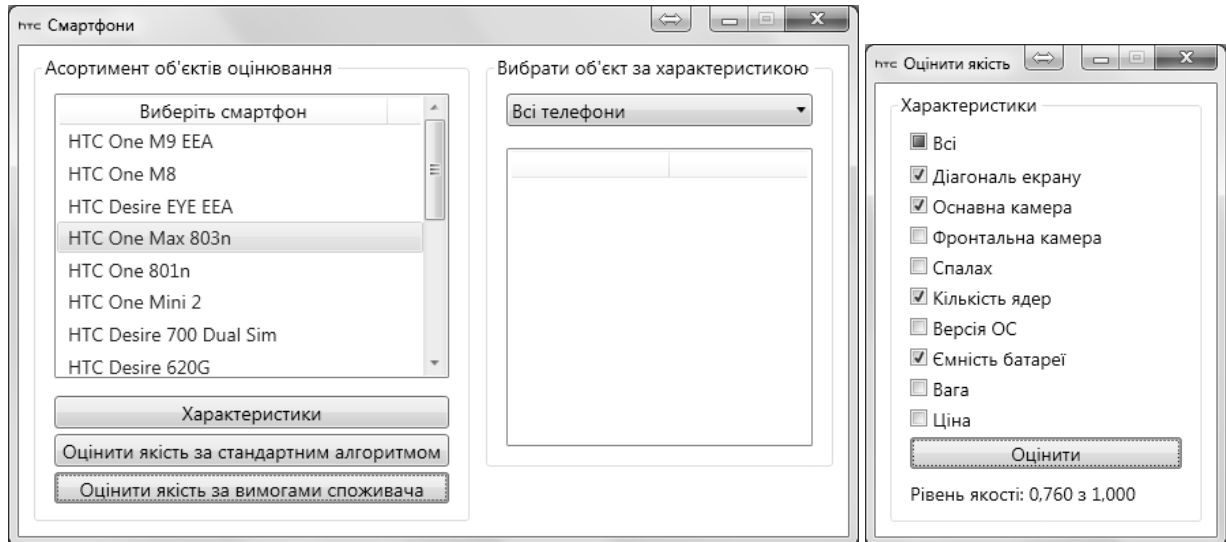 hTC Смартфони
Асортимент об'єктів оцінювання
Виберіть смартфон
HTC One M9 EEA
HTC One M8
HTC Desire EYE EEA
HTC One Max 803n
HTC One 801n
HTC One Mini 2
HTC Desire 700 Dual Sim
HTC Desire 620G
Характеристики
Оцінити якість за стандартним алгоритмом
Оцінити якість за вимогами споживача
Вибрати об'єкт за характеристикою
Всі телефони
hTC Оцінити якість
Характеристики
Всі
Діагональ екрану
Оснавна камера
Фронтальна камера
Спалах
Кількість ядер
Версія ОС
Ємність батареї
Вага
Ціна
Оцінити
Рівень якості: 0,760 з 1,000